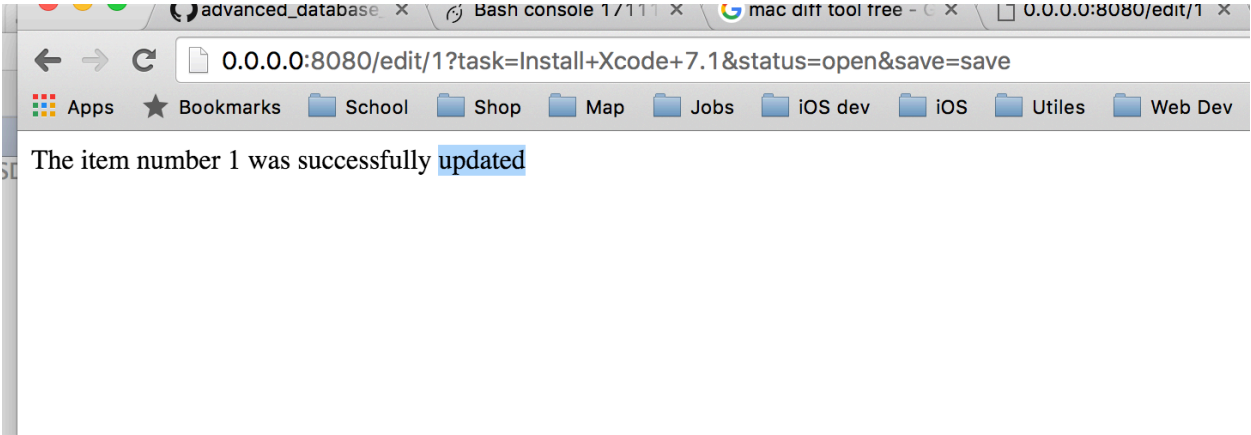 advanced_database_ × Bash console 17111 × mac diff tool free - G × 0.0.0.0:8080/edit/1 ×
0.0.0.0:8080/edit/1?task=Install+Xcode+7.1&status=open&save=save
Apps Bookmarks School Shop Map Jobs iOS dev iOS Utiles Web Dev
The item number 1 was successfully updated